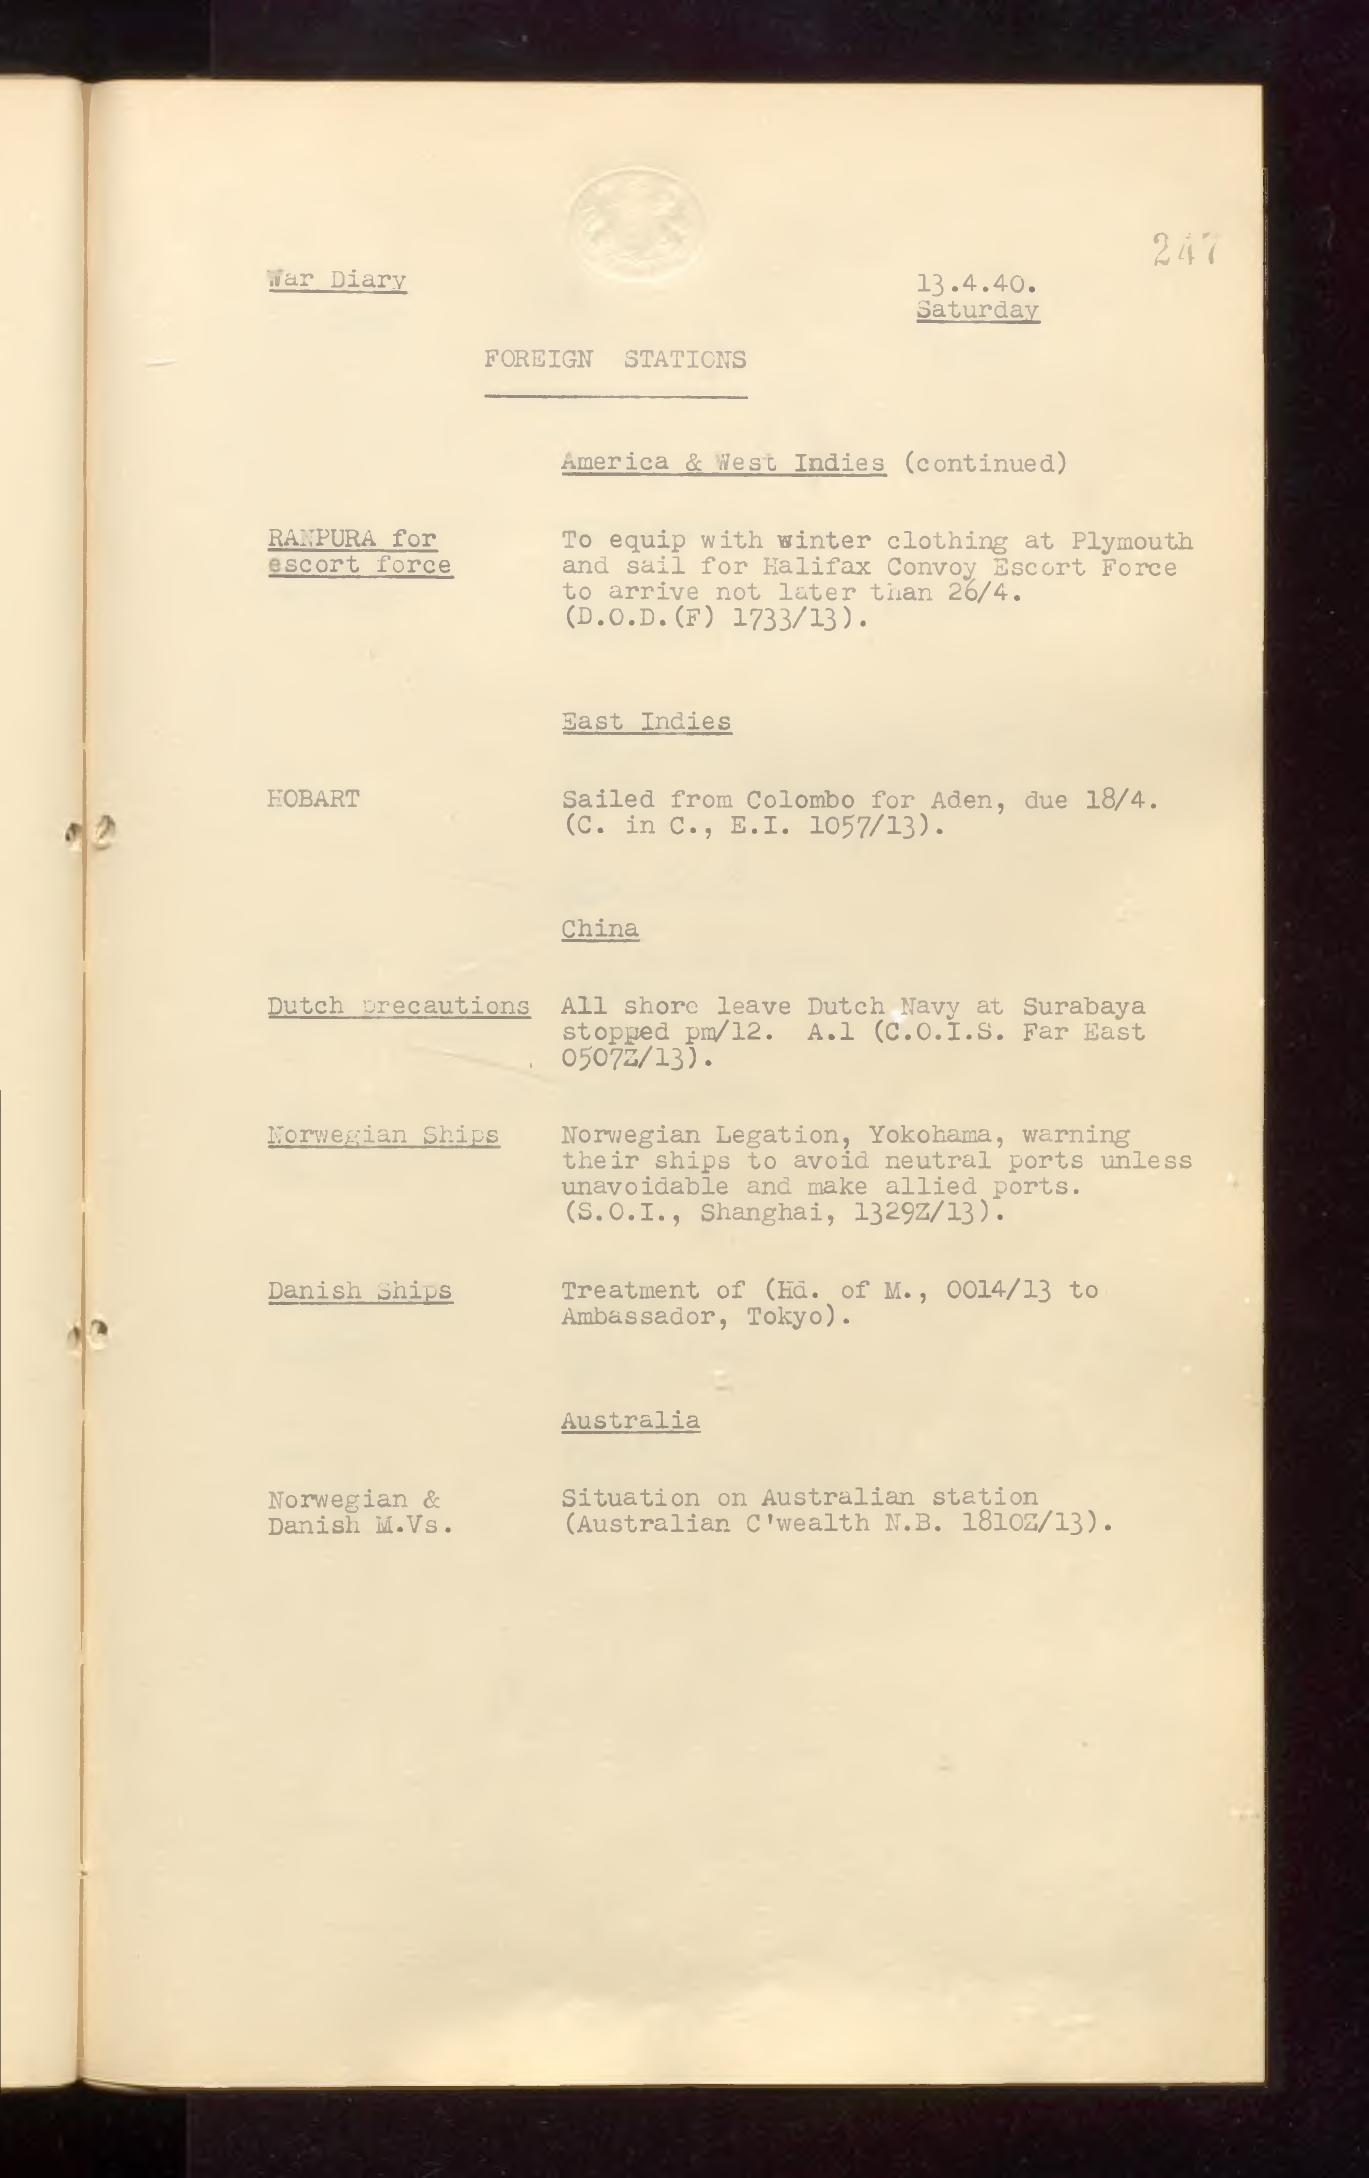 247
War Diary
13.4.40.
Saturday
FOREIGN STATIONS
America & West Indies (continued)
RANPURA for
escort force
To equip with winter clothing at Plymouth
and sail for Halifax Convoy Escort Force
to arrive not later than 26/4.
(D.O.D.(F) 1733/13).
East Indies
HOBART
Sailed from Colombo for Aden, due 18/4.
(C. in C., E.I. 1057/13).
China
Dutch precautions
All shore leave Dutch Navy at Surabaya
stopped pm/12. A.1 (C.O.I.S. Far East
0507Z/13).
Norwegian Ships
Norwegian Legation, Yokohama, warning
their ships to avoid neutral ports unless
unavoidable and make allied ports.
(S.O.I., Shanghai, 1329Z/13).
Danish Ships
Treatment of (Hd. of M., 0014/13 to
Ambassador, Tokyo).
Australia
Norwegian &
Danish M.Vs.
Situation on Australian station
(Australian C'wealth N.B. 1810Z/13).